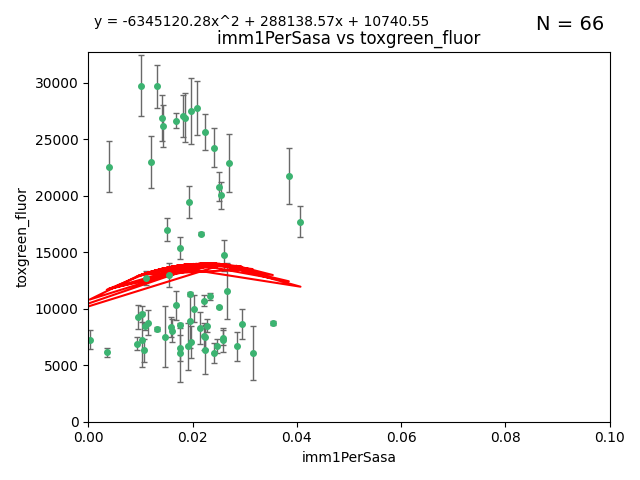 y = -6345120.28x^2 + 288138.57x + 10740.55
N = 66
imm1PerSasa vs toxgreen_fluor
30000
25000
20000
15000
10000
5000
0
toxgreen_fluor
0.00 0.02 0.04 0.06 0.08 0.10
imm1PerSasa